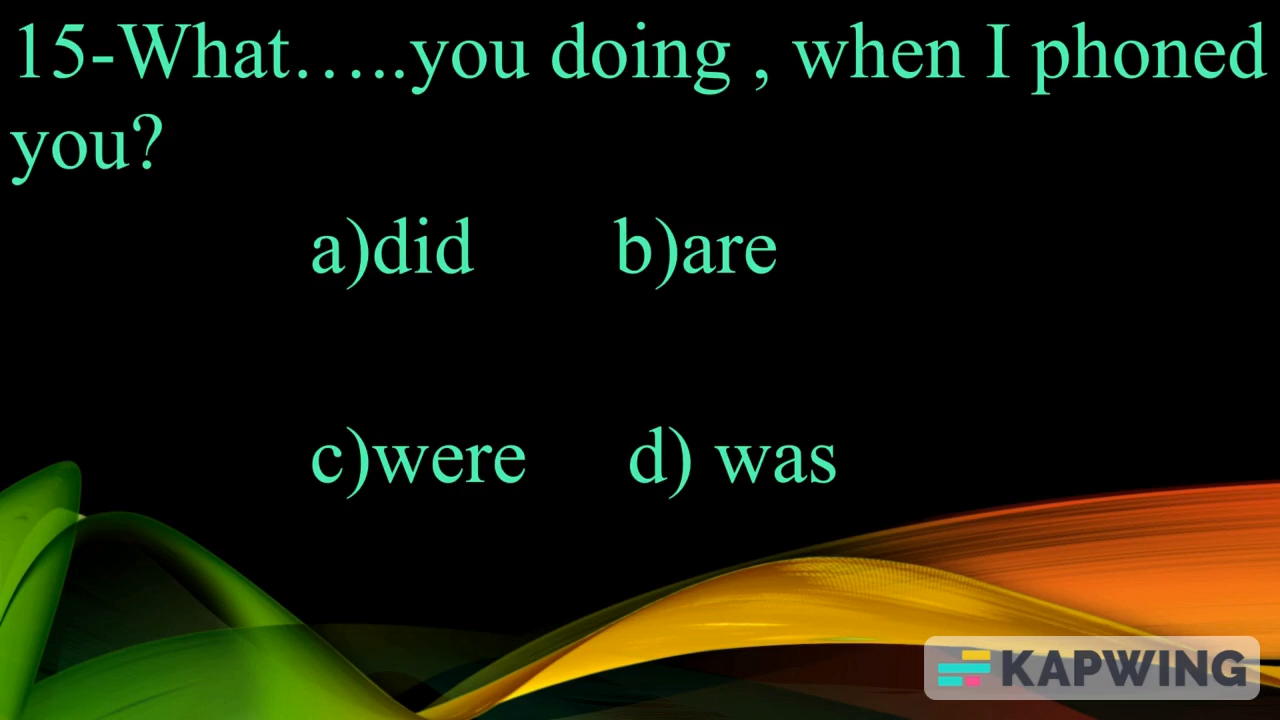 15-What…..you doing , when I phoned
you?
a)did b)are
c)were d) was
KAPWING